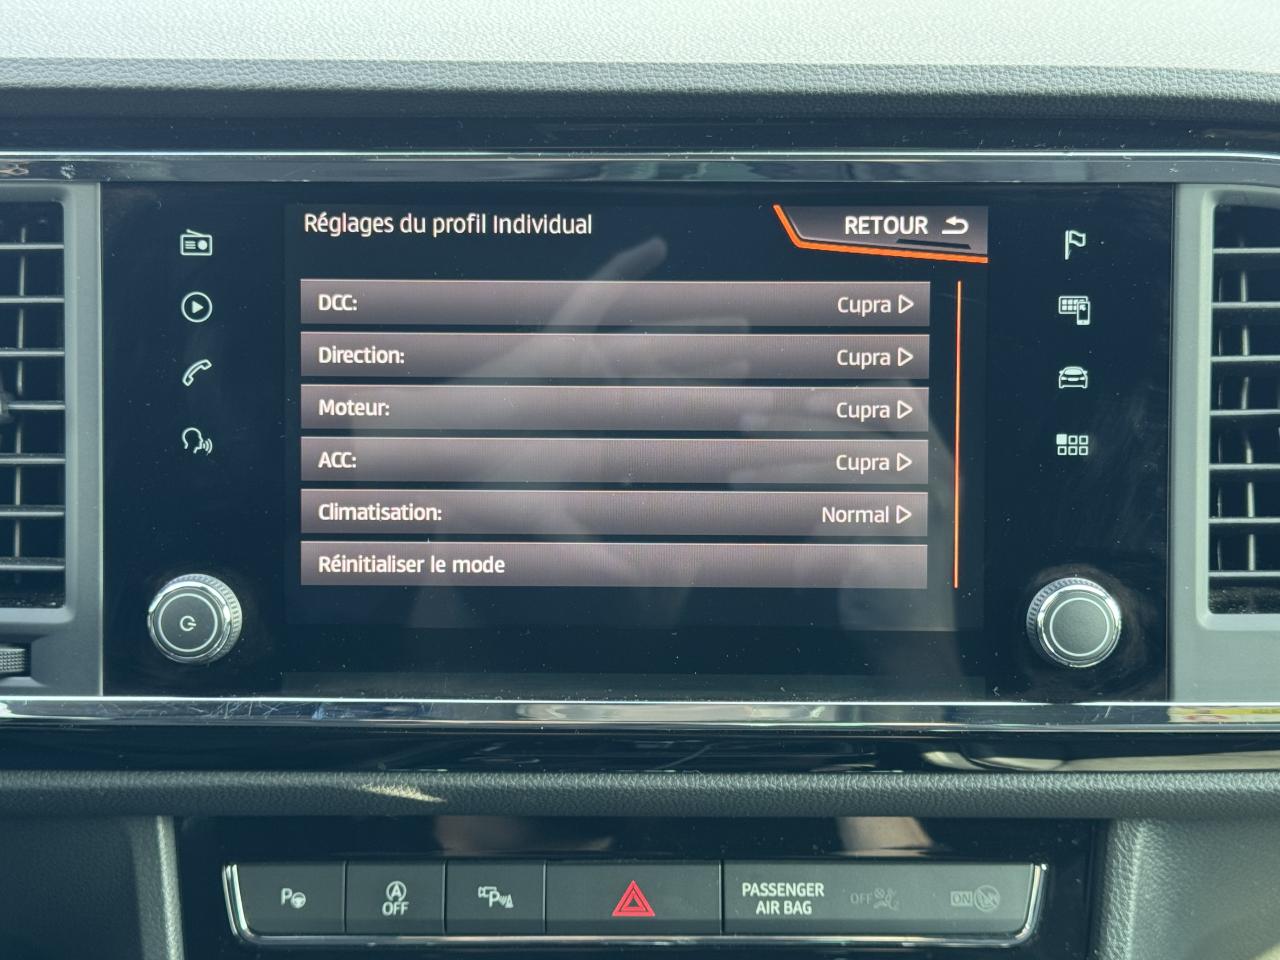 Réglages du profil Individual
RETOUR
DCC: Cupra
Direction: Cupra
Moteur: Cupra
ACC: Cupra
Climatisation: Normal
Réinitialiser le mode
P
A
OFF
P
PASSENGER
AIR BAG
OFF
ON